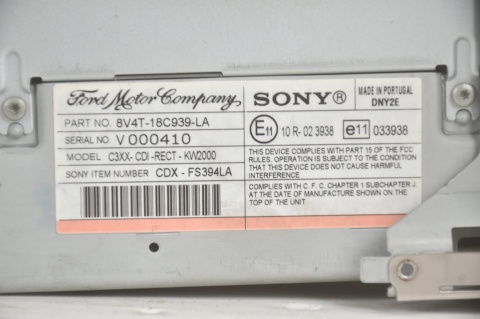 Ford Motor Company
PART NO. 8V4T-18C939-LA
SERIAL NO. V000410
MODEL C3XX- CDI -RECT - KW2000
SONY ITEM NUMBER CDX - FS394LA
SONY®
MADE IN PORTUGAL
DNY2E
E11 10 R- 02 3938 e11 033938
THIS DEVICE COMPLIES WITH PART 15 OF THE FCC
RULES. OPERATION IS SUBJECT TO THE CONDITION
THAT THIS DEVICE DOES NOT CAUSE HARMFUL
INTERFERENCE
COMPLIES WITH C. F. C. CHAPTER 1 SUBCHAPTER J.
AT THE DATE OF MANUFACTURE SHOWN ON THE
TOP OF THE UNIT